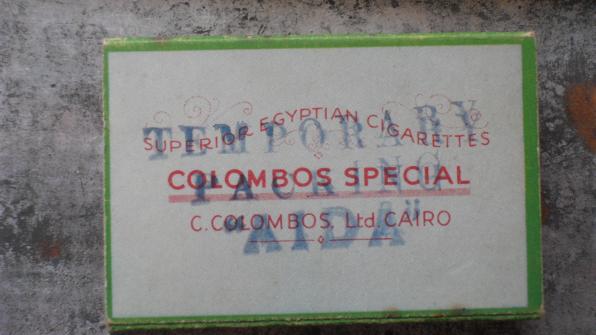 SUPERIOR EGYPTIAN CIGARETTES
TEMPORARY
COLOMBOS SPECIAL
PACKING
C. COLOMBOS. Ltd. CAIRO
"AIDA"